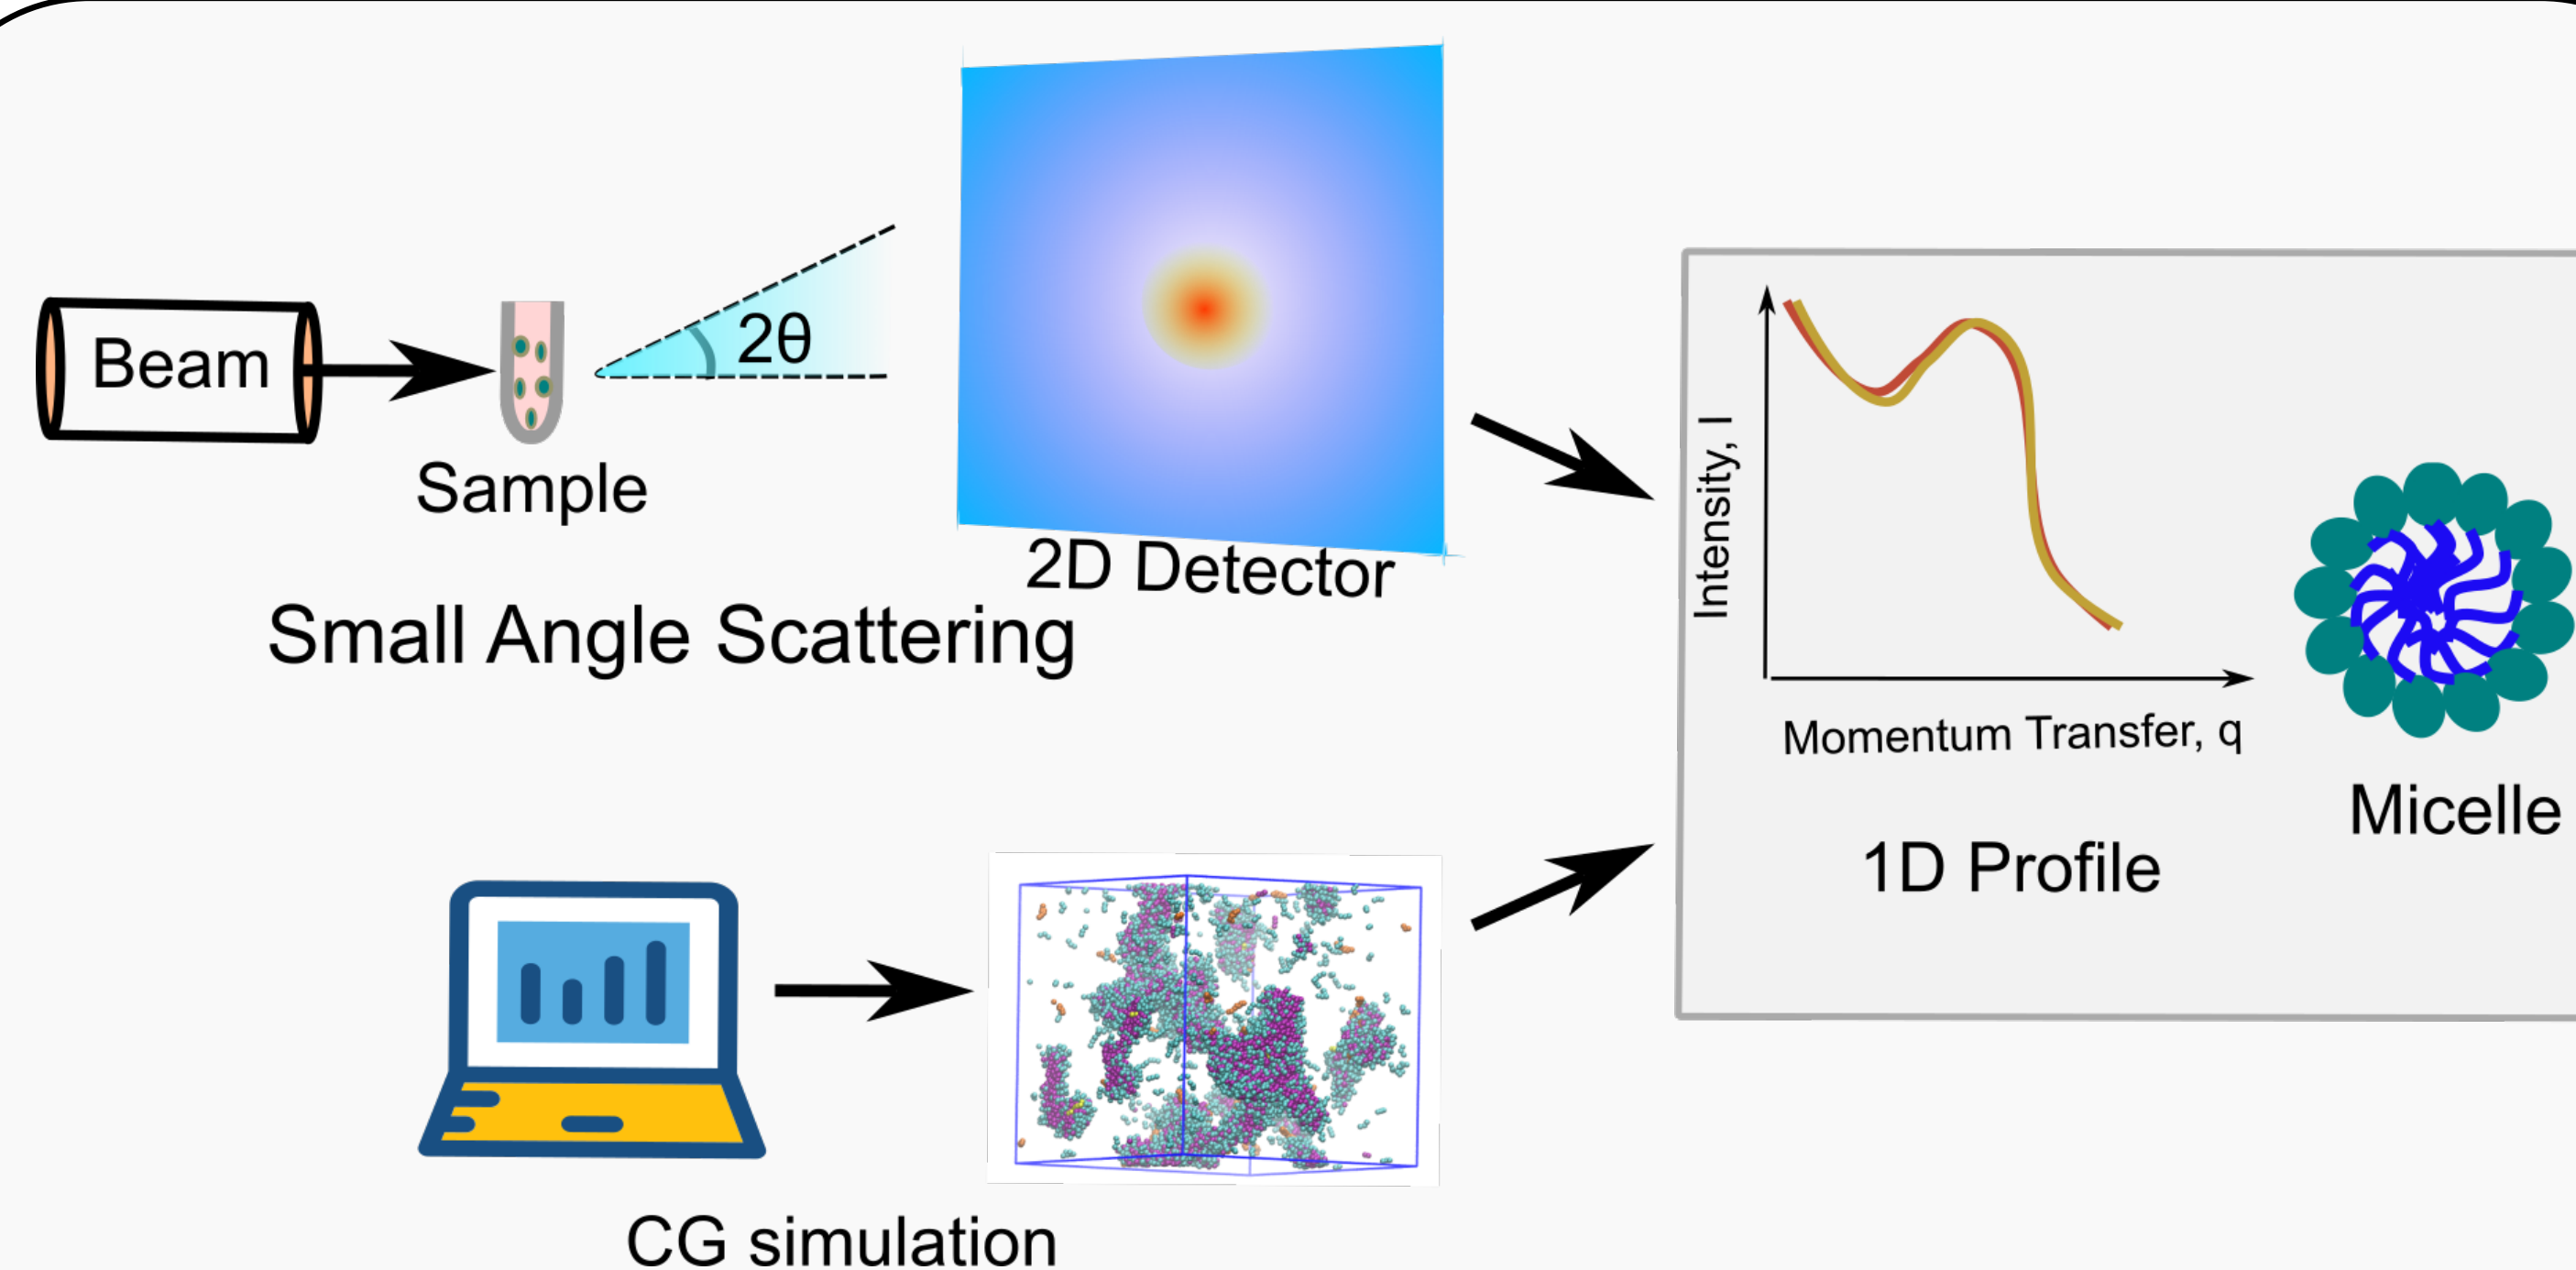 Beam
2θ
Sample
2D Detector
Small Angle Scattering
Intensity, I
Momentum Transfer, q
Micelle
1D Profile
CG simulation